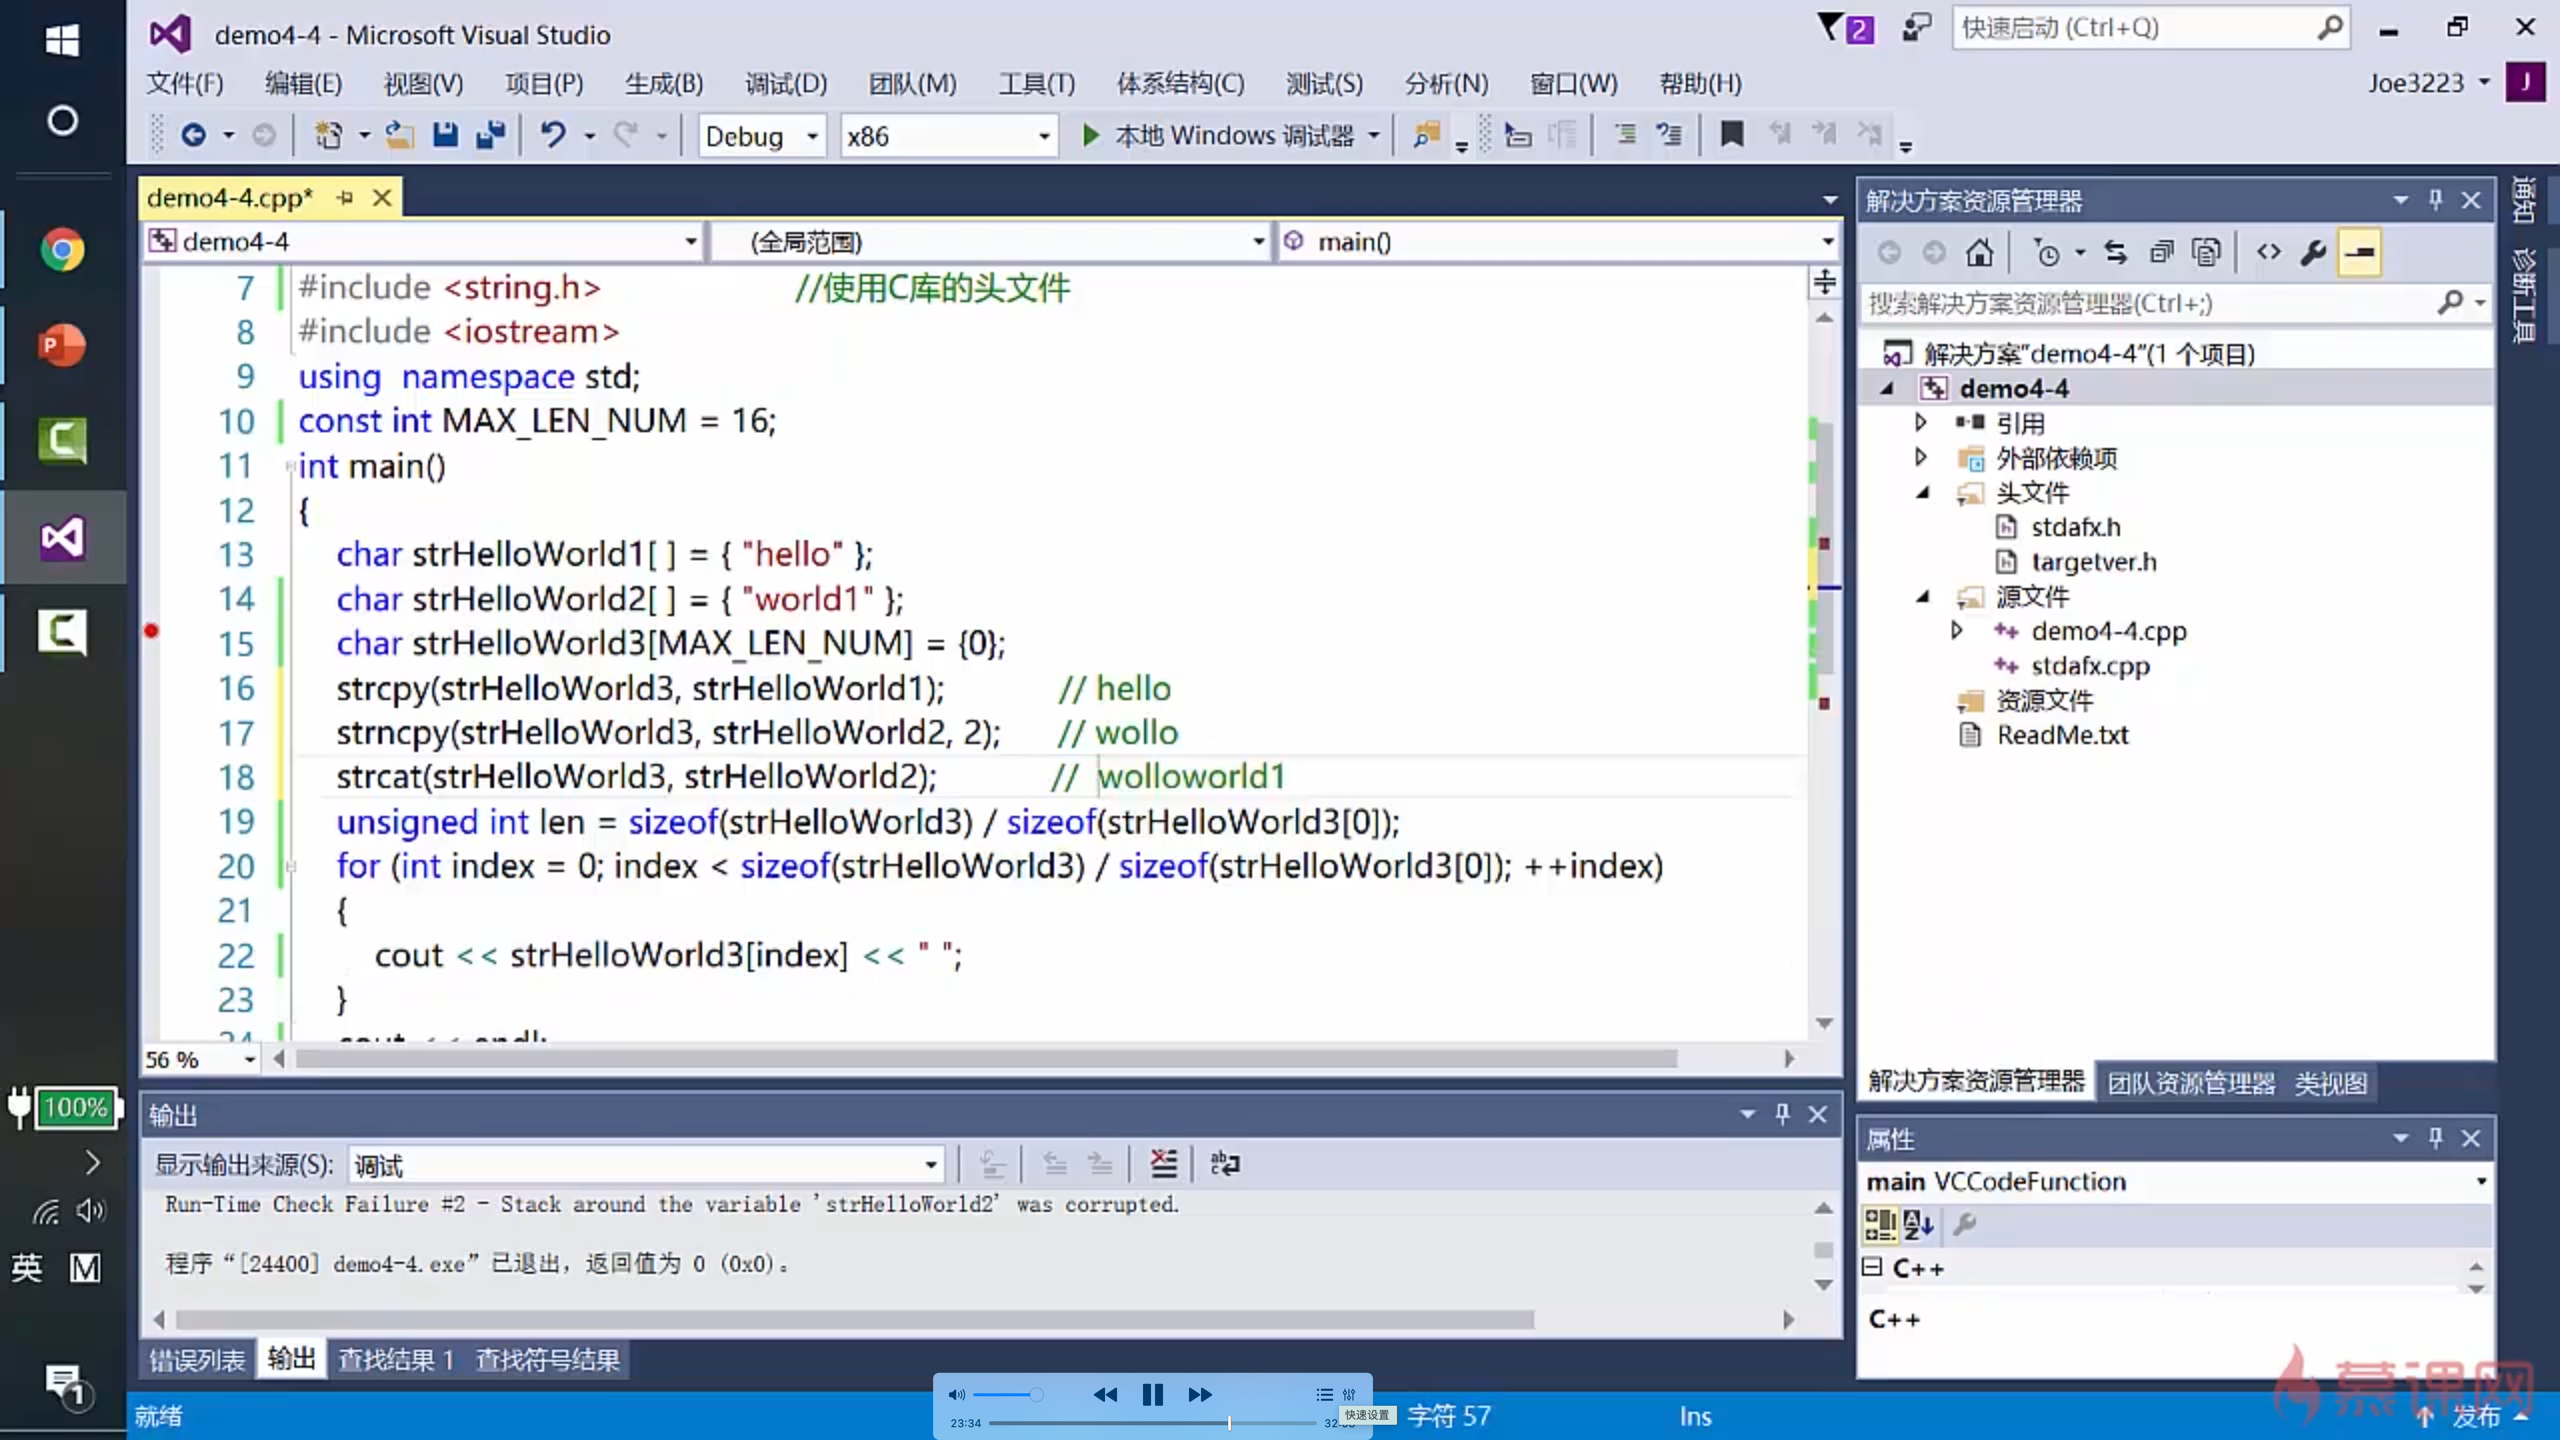 demo4-4 - Microsoft Visual Studio
2
快速启动 (Ctrl+Q)
文件(F) 编辑(E) 视图(V) 项目(P) 生成(B) 调试(D) 团队(M) 工具(T) 体系结构(C) 测试(S) 分析(N) 窗口(W) 帮助(H)
Joe3223
J
Debug
x86
本地 Windows 调试器
demo4-4.cpp*
demo4-4
(全局范围)
main()
7 #include <string.h> //使用C库的头文件
8 #include <iostream>
9 using namespace std;
10 const int MAX_LEN_NUM = 16;
11 int main()
12 {
13 char strHelloWorld1[ ] = { "hello" };
14 char strHelloWorld2[ ] = { "world1" };
15 char strHelloWorld3[MAX_LEN_NUM] = {0};
16 strcpy(strHelloWorld3, strHelloWorld1); // hello
17 strncpy(strHelloWorld3, strHelloWorld2, 2); // wollo
18 strcat(strHelloWorld3, strHelloWorld2); // wolloworld1
19 unsigned int len = sizeof(strHelloWorld3) / sizeof(strHelloWorld3[0]);
20 for (int index = 0; index < sizeof(strHelloWorld3) / sizeof(strHelloWorld3[0]); ++index)
21 {
22 cout << strHelloWorld3[index] << " ";
23 }
24 cout << endl;
56 %
输出
显示输出来源(S): 调试
Run-Time Check Failure #2 - Stack around the variable 'strHelloWorld2' was corrupted.
程序“[24400] demo4-4.exe”已退出，返回值为 0 (0x0)。
错误列表 输出 查找结果 1 查找符号结果
解决方案资源管理器
搜索解决方案资源管理器(Ctrl+;)
解决方案"demo4-4"(1 个项目)
demo4-4
引用
外部依赖项
头文件
stdafx.h
targetver.h
源文件
demo4-4.cpp
stdafx.cpp
资源文件
ReadMe.txt
解决方案资源管理器 团队资源管理器 类视图
属性
main VCCodeFunction
C++
C++
通知
诊断工具
100%
英 M
1
就绪
23:34
快速设置
字符 57
Ins
发布
慕课网